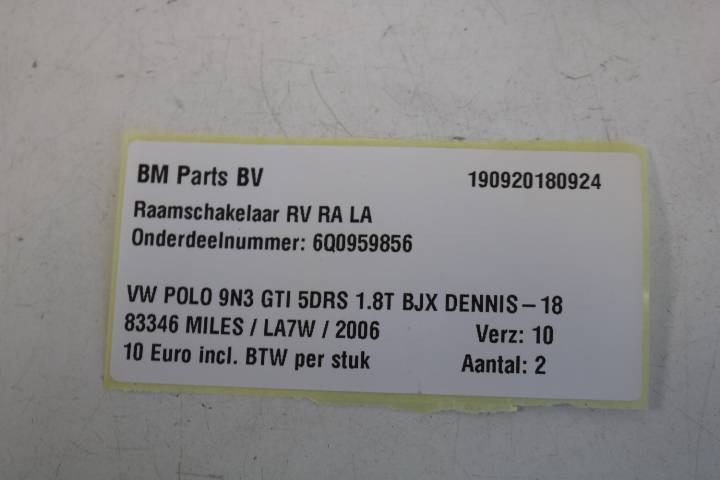 BM Parts BV 190920180924
Raamschakelaar RV RA LA
Onderdeelnummer: 6Q0959856
VW POLO 9N3 GTI 5DRS 1.8T BJX DENNIS-18
83346 MILES / LA7W / 2006 Verz: 10
10 Euro incl. BTW per stuk Aantal: 2